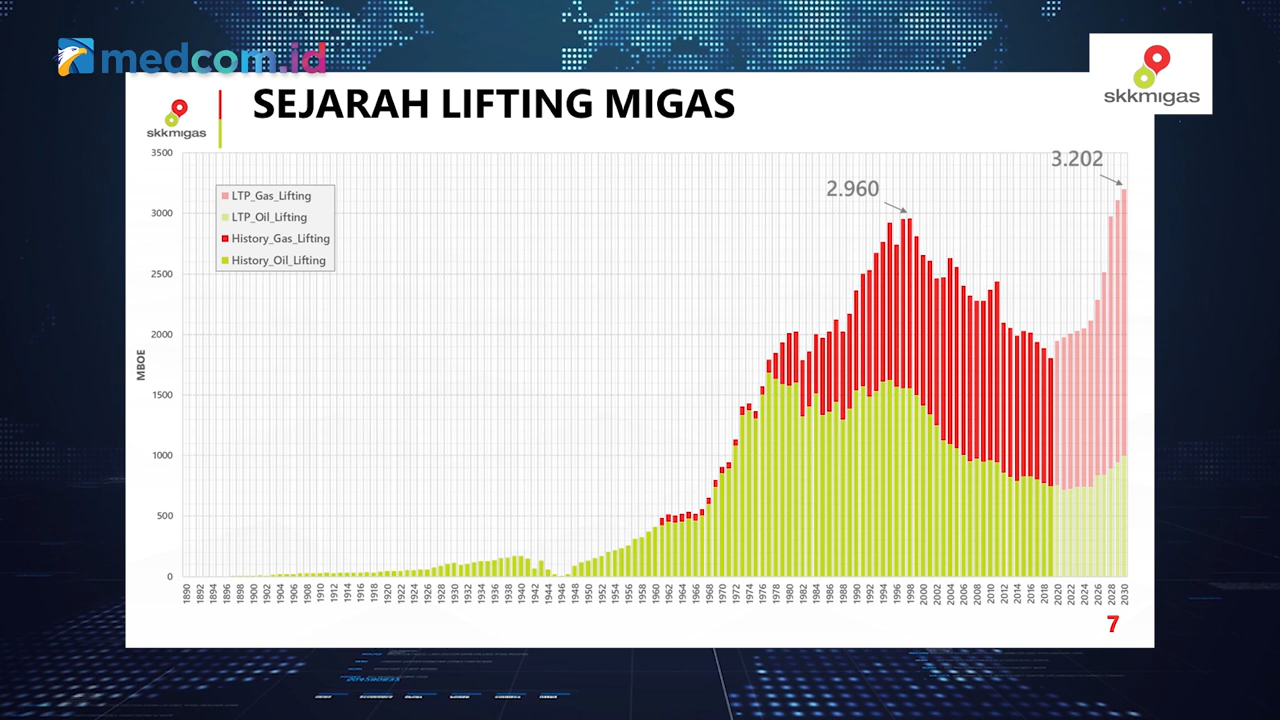 medcom.id
skkmigas
skkmigas
SEJARAH LIFTING MIGAS
3500
3000
2500
2000
1500
1000
500
0
MBOE
LTP_Gas_Lifting
LTP_Oil_Lifting
History_Gas_Lifting
History_Oil_Lifting
2.960
3.202
1890 1892 1894 1896 1898 1900 1902 1904 1906 1908 1910 1912 1914 1916 1918 1920 1922 1924 1926 1928 1930 1932 1934 1936 1938 1940 1942 1944 1946 1948 1950 1952 1954 1956 1958 1960 1962 1964 1966 1968 1970 1972 1974 1976 1978 1980 1982 1984 1986 1988 1990 1992 1994 1996 1998 2000 2002 2004 2006 2008 2010 2012 2014 2016 2018 2020 2022 2024 2026 2028 2030
7